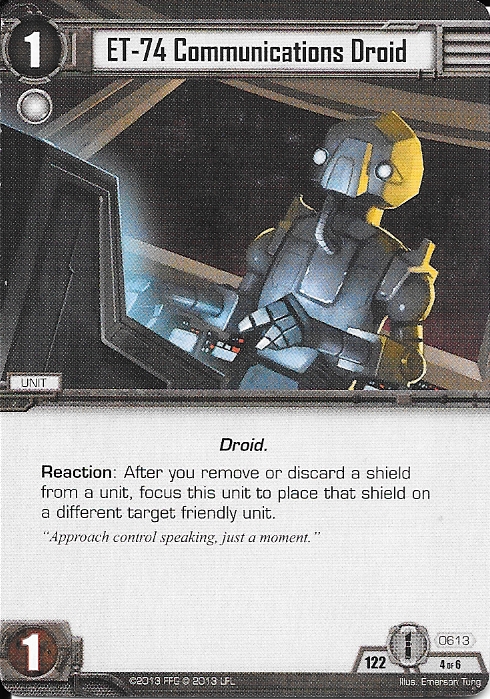 1
ET-74 Communications Droid
UNIT
Droid.
Reaction: After you remove or discard a shield
from a unit, focus this unit to place that shield on
a different target friendly unit.
“Approach control speaking, just a moment.”
1
0613
122
4 OF 6
©2013 FFG © 2013 LFL
Illus. Emerson Tung